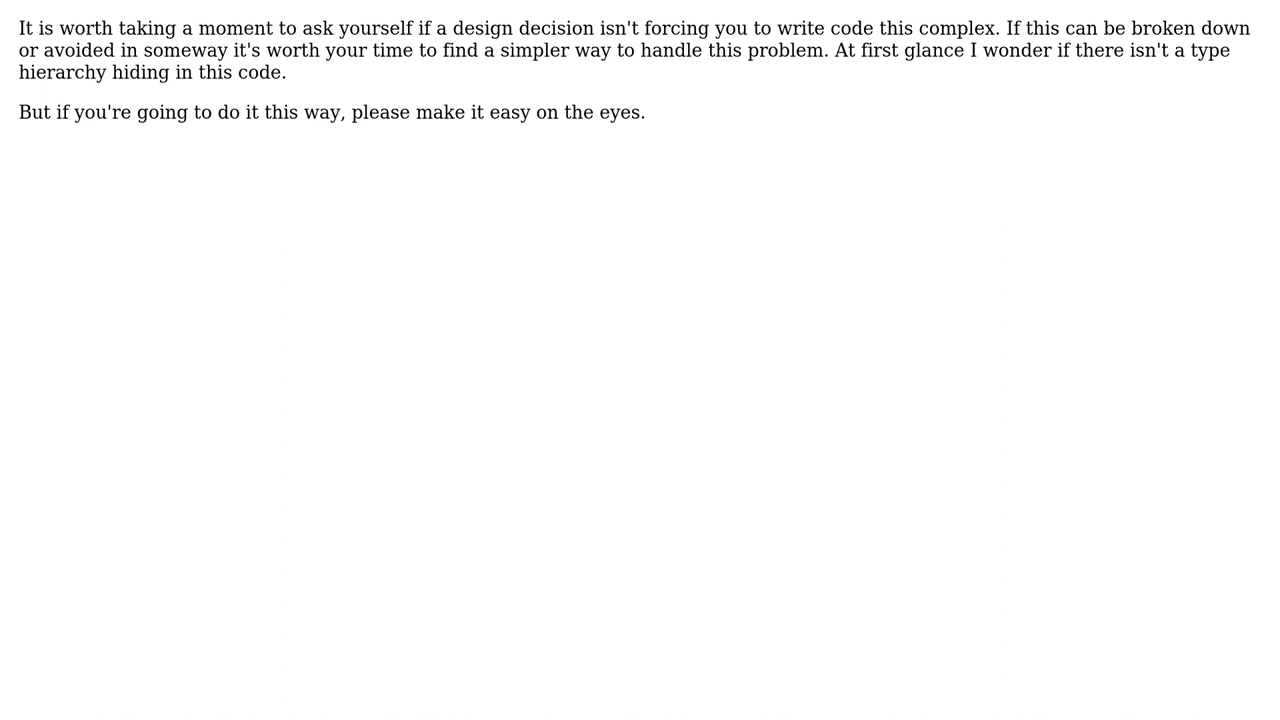 It is worth taking a moment to ask yourself if a design decision isn't forcing you to write code this complex. If this can be broken down
or avoided in someway it's worth your time to find a simpler way to handle this problem. At first glance I wonder if there isn't a type
hierarchy hiding in this code.
But if you're going to do it this way, please make it easy on the eyes.